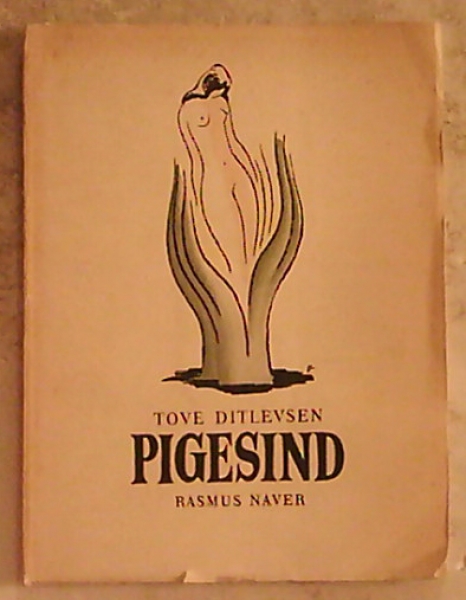 TOVE DITLEVSEN
PIGESIND
RASMUS NAVER